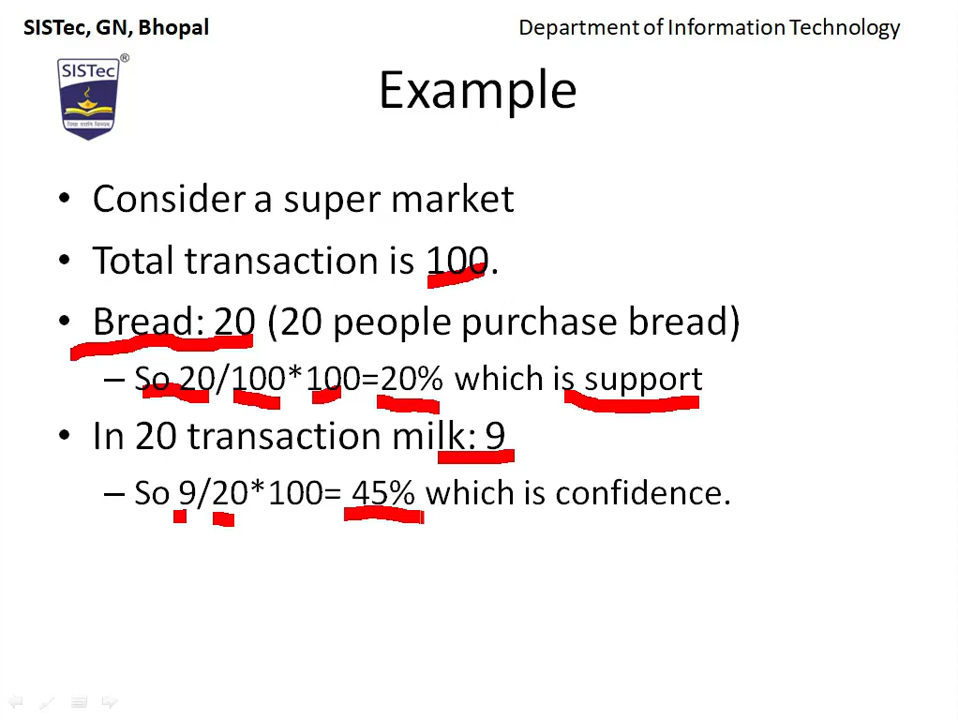 SISTec, GN, Bhopal
Department of Information Technology
SISTec
®
Example
• Consider a super market
• Total transaction is 100.
• Bread: 20 (20 people purchase bread)
– So 20/100*100=20% which is support
• In 20 transaction milk: 9
– So 9/20*100= 45% which is confidence.